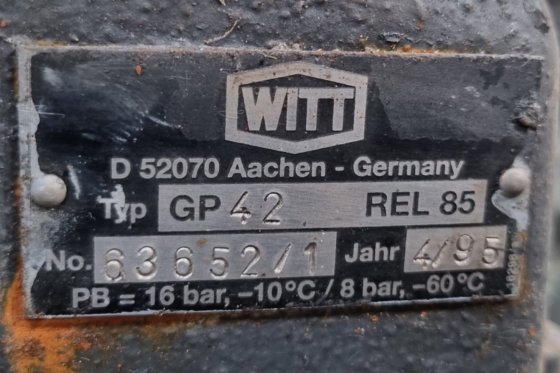 WITT
D 52070 Aachen - Germany
Typ GP 42 REL 85
No. 63652/1 Jahr 4/95
PB = 16 bar, -10°C / 8 bar, -60°C